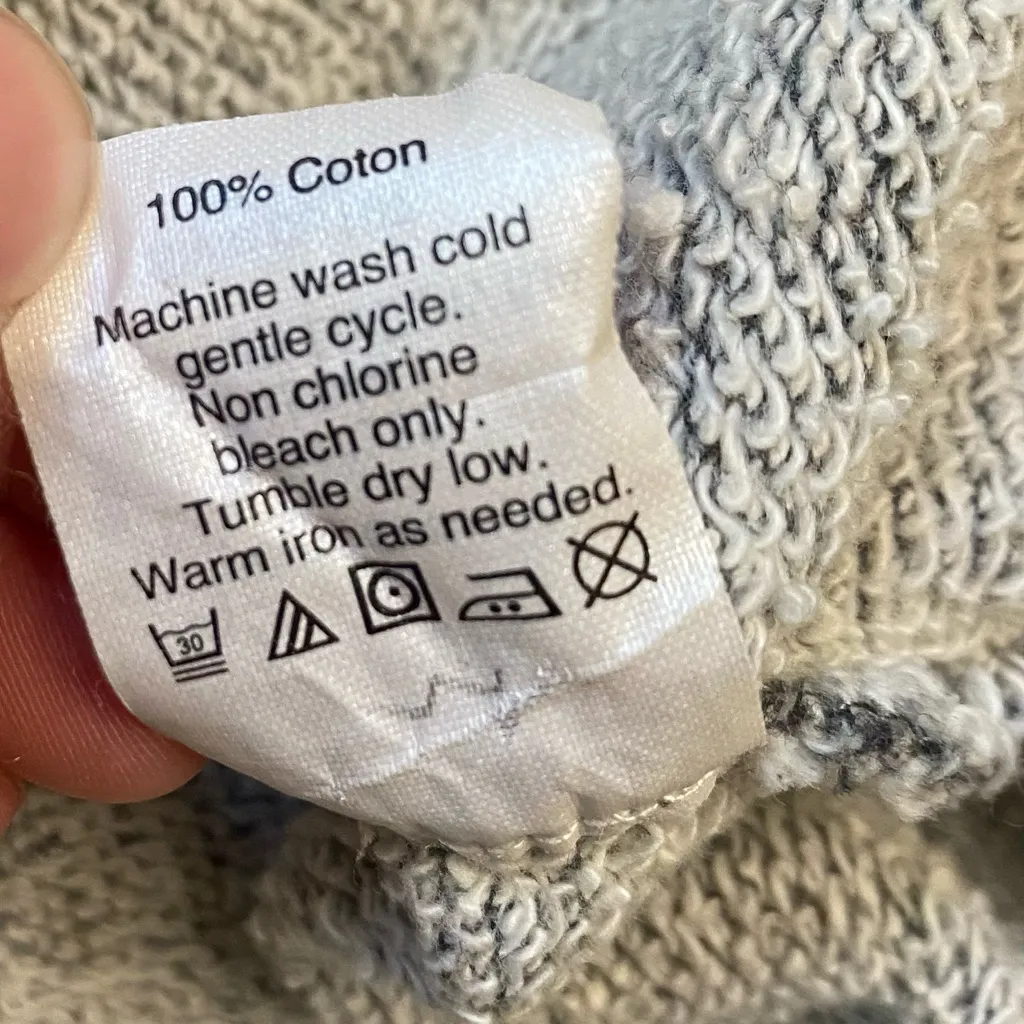 100% Coton
Machine wash cold
gentle cycle.
Non chlorine
bleach only.
Tumble dry low.
Warm iron as needed.
30